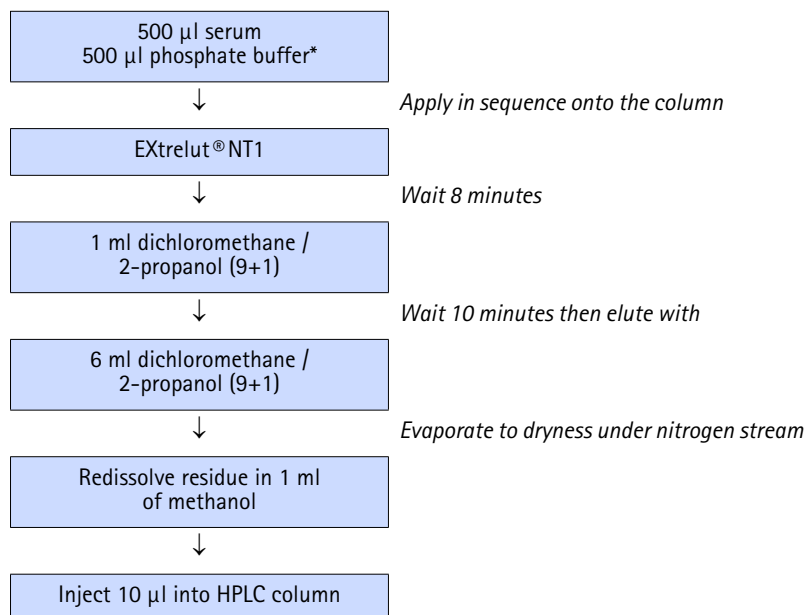 500 µl serum
500 µl phosphate buffer*
↓
Apply in sequence onto the column
EXtrelut® NT1
↓
Wait 8 minutes
1 ml dichloromethane /
2-propanol (9+1)
↓
Wait 10 minutes then elute with
6 ml dichloromethane /
2-propanol (9+1)
↓
Evaporate to dryness under nitrogen stream
Redissolve residue in 1 ml
of methanol
↓
Inject 10 µl into HPLC column